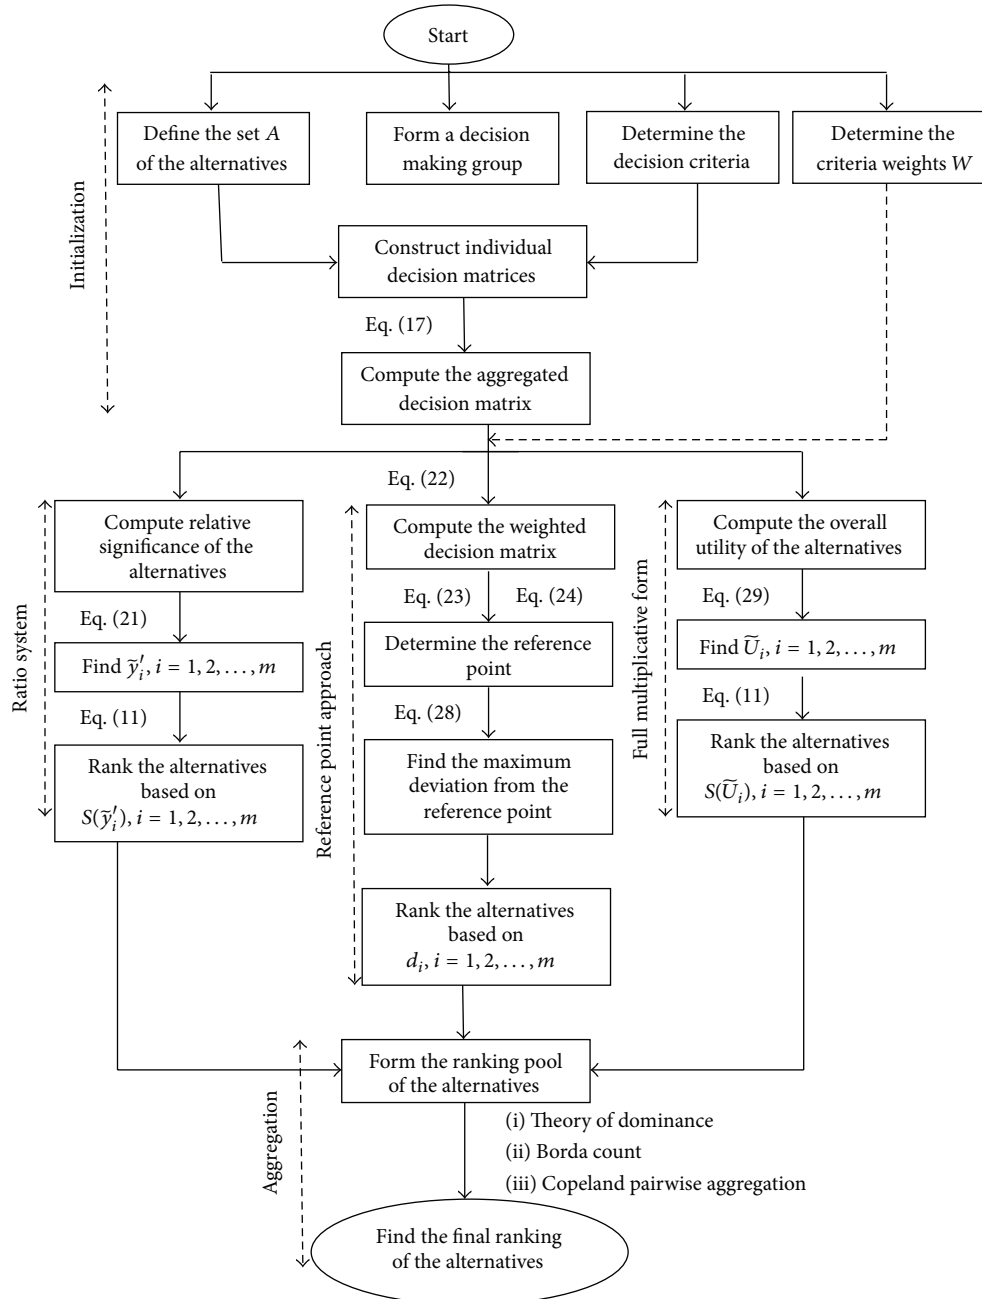 Start
Define the set A
of the alternatives
Form a decision
making group
Determine the
decision criteria
Determine the
criteria weights W
Initialization
Construct individual
decision matrices
Eq. (17)
Compute the aggregated
decision matrix
Eq. (22)
Ratio system
Compute relative
significance of the
alternatives
Eq. (21)
Find ỹ′ᵢ, i = 1, 2, . . . , m
Eq. (11)
Rank the alternatives
based on
S(ỹ′ᵢ), i = 1, 2, . . . , m
Reference point approach
Compute the weighted
decision matrix
Eq. (23) Eq. (24)
Determine the reference
point
Eq. (28)
Find the maximum
deviation from the
reference point
Rank the alternatives
based on
dᵢ, i = 1, 2, . . . , m
Full multiplicative form
Compute the overall
utility of the alternatives
Eq. (29)
Find Ũᵢ, i = 1, 2, . . . , m
Eq. (11)
Rank the alternatives
based on
S(Ũᵢ), i = 1, 2, . . . , m
Aggregation
Form the ranking pool
of the alternatives
(i) Theory of dominance
(ii) Borda count
(iii) Copeland pairwise aggregation
Find the final ranking
of the alternatives